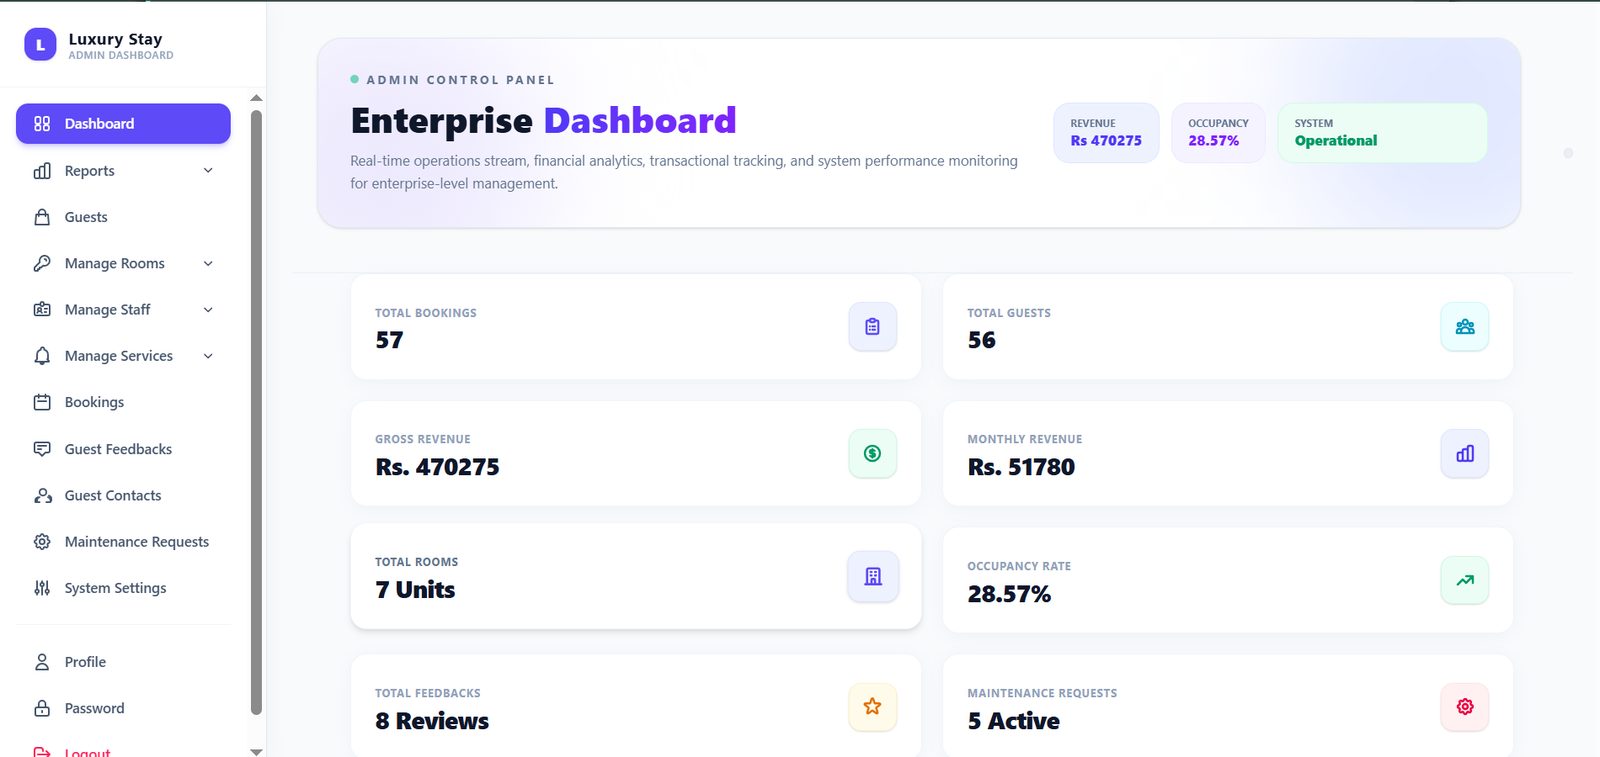 L
Luxury Stay
ADMIN DASHBOARD
Dashboard
Reports
Guests
Manage Rooms
Manage Staff
Manage Services
Bookings
Guest Feedbacks
Guest Contacts
Maintenance Requests
System Settings
Profile
Password
Logout
ADMIN CONTROL PANEL
Enterprise Dashboard
Real-time operations stream, financial analytics, transactional tracking, and system performance monitoring
for enterprise-level management.
REVENUE
Rs 470275
OCCUPANCY
28.57%
SYSTEM
Operational
TOTAL BOOKINGS
57
TOTAL GUESTS
56
GROSS REVENUE
Rs. 470275
MONTHLY REVENUE
Rs. 51780
TOTAL ROOMS
7 Units
OCCUPANCY RATE
28.57%
TOTAL FEEDBACKS
8 Reviews
MAINTENANCE REQUESTS
5 Active